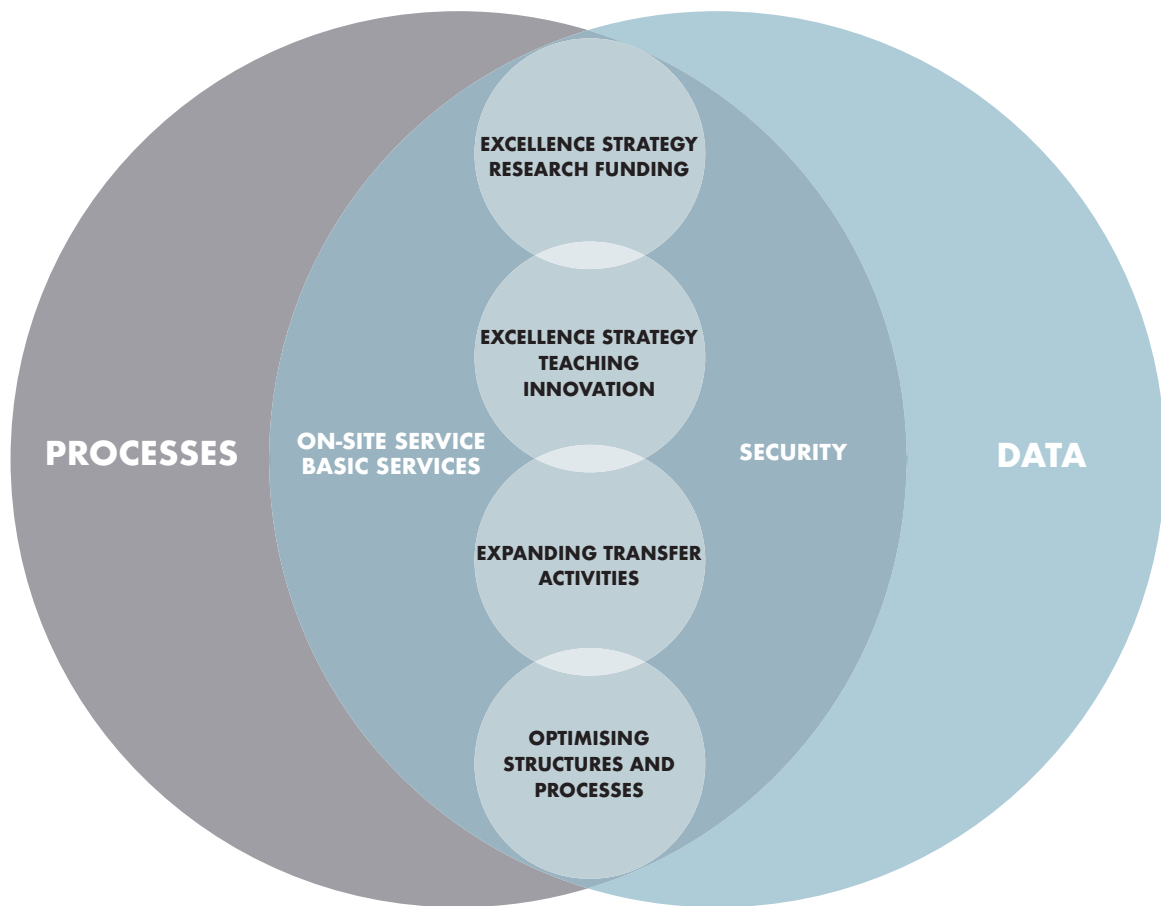 EXCELLENCE STRATEGY
RESEARCH FUNDING
EXCELLENCE STRATEGY
TEACHING
INNOVATION
PROCESSES
ON-SITE SERVICE
BASIC SERVICES
SECURITY
DATA
EXPANDING TRANSFER
ACTIVITIES
OPTIMISING
STRUCTURES AND
PROCESSES